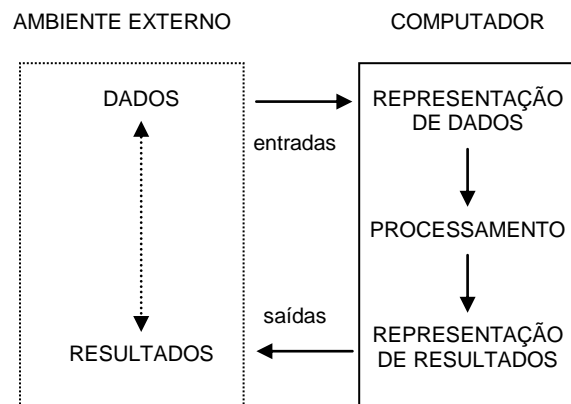 AMBIENTE EXTERNO
COMPUTADOR
DADOS
entradas
REPRESENTAÇÃO
DE DADOS
PROCESSAMENTO
saídas
RESULTADOS
REPRESENTAÇÃO
DE RESULTADOS